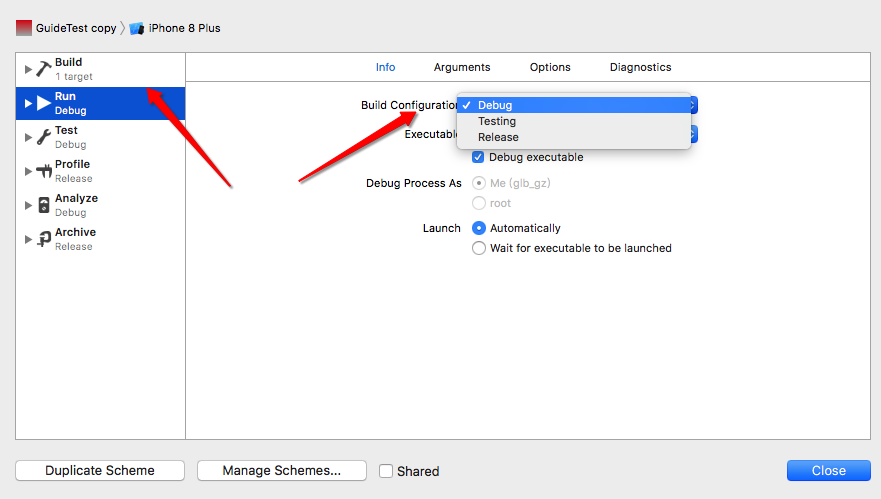 GuideTest copy iPhone 8 Plus
Build
1 target
Run
Debug
Test
Debug
Profile
Release
Analyze
Debug
Archive
Release
Info Arguments Options Diagnostics
Build Configuration
Debug
Testing
Release
Executable
Debug executable
Debug Process As
Me (glb_gz)
root
Launch
Automatically
Wait for executable to be launched
Duplicate Scheme
Manage Schemes...
Shared
Close